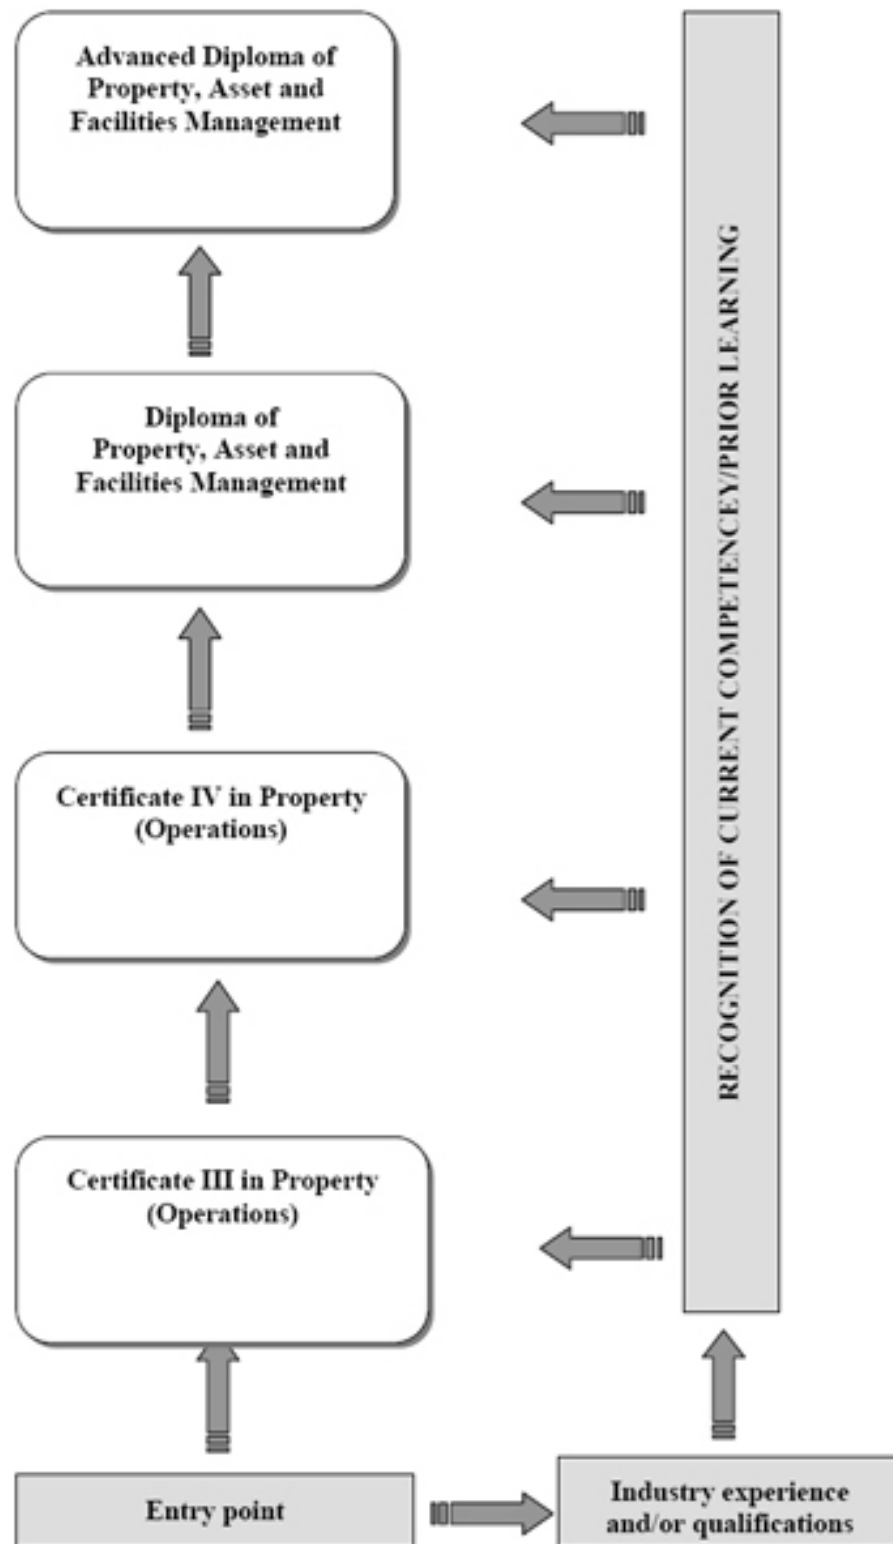 Advanced Diploma of
Property, Asset and
Facilities Management
Diploma of
Property, Asset and
Facilities Management
Certificate IV in Property
(Operations)
Certificate III in Property
(Operations)
Entry point
Industry experience
and/or qualifications
RECOGNITION OF CURRENT COMPETENCEY/PRIOR LEARNING